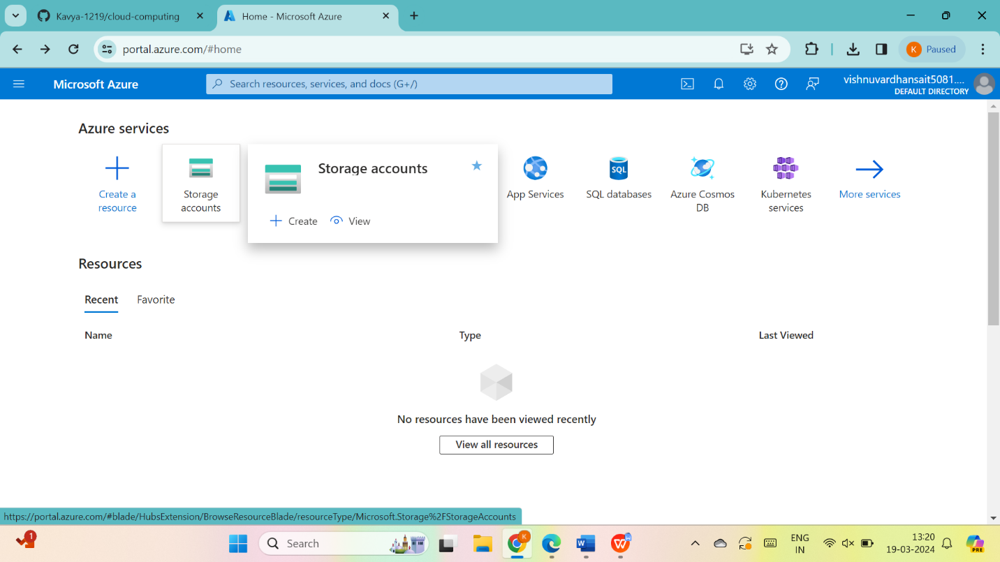 Kavya-1219/cloud-computing
Home - Microsoft Azure
portal.azure.com/#home
K Paused
Microsoft Azure
Search resources, services, and docs (G+/)
vishnuvardhansait5081....
DEFAULT DIRECTORY
Azure services
Create a
resource
Storage
accounts
Storage accounts
Create
View
App Services
SQL
SQL databases
Azure Cosmos
DB
Kubernetes
services
More services
Resources
Recent
Favorite
Name
Type
Last Viewed
No resources have been viewed recently
View all resources
https://portal.azure.com/#blade/HubsExtension/BrowseResourceBlade/resourceType/Microsoft.Storage%2FStorageAccounts
1
Search
K
W
W
ENG
IN
13:20
19-03-2024
PRE